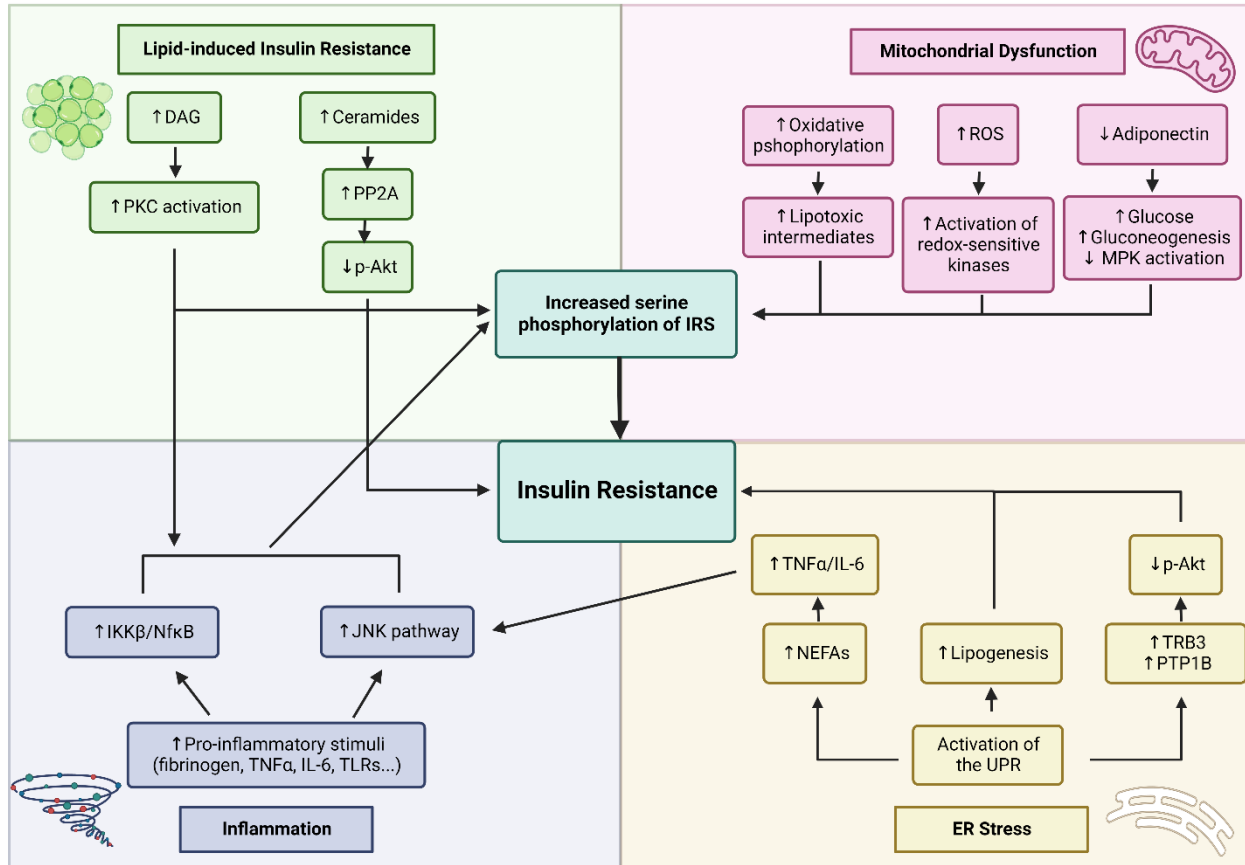 Lipid-induced Insulin Resistance
↑DAG
↑Ceramides
↑PKC activation
↑PP2A
↓p-Akt
Mitochondrial Dysfunction
↑Oxidative
pshophorylation
↑ROS
↓Adiponectin
↑Lipotoxic
intermediates
↑Activation of
redox-sensitive
kinases
↑Glucose
↑Gluconeogenesis
↓ MPK activation
Increased serine
phosphorylation of IRS
Insulin Resistance
↑IKKβ/NfκB
↑JNK pathway
↑Pro-inflammatory stimuli
(fibrinogen, TNFα, IL-6, TLRs...)
Inflammation
↑TNFα/IL-6
↓p-Akt
↑NEFAs
↑Lipogenesis
↑TRB3
↑PTP1B
Activation of
the UPR
ER Stress